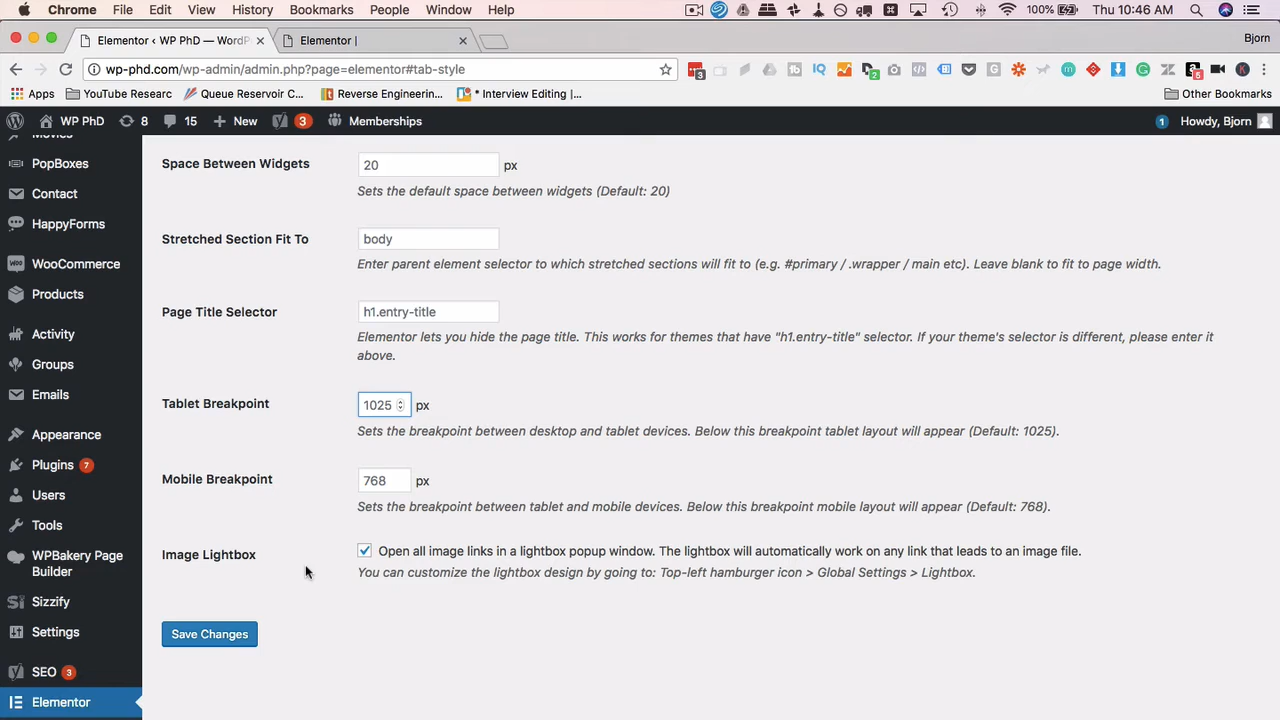 Chrome File Edit View History Bookmarks People Window Help 100% Thu 10:46 AM
Elementor ‹ WP PhD — WordP
Elementor |
Bjorn
wp-phd.com/wp-admin/admin.php?page=elementor#tab-style
Apps YouTube Researc Queue Reservoir C... Reverse Engineerin... * Interview Editing |... Other Bookmarks
WP PhD 8 15 New 3 Memberships 1 Howdy, Bjorn
PopBoxes
Contact
HappyForms
WooCommerce
Products
Activity
Groups
Emails
Appearance
Plugins 7
Users
Tools
WPBakery Page
Builder
Sizzify
Settings
SEO 3
Elementor
Space Between Widgets 20 px
Sets the default space between widgets (Default: 20)
Stretched Section Fit To body
Enter parent element selector to which stretched sections will fit to (e.g. #primary / .wrapper / main etc). Leave blank to fit to page width.
Page Title Selector h1.entry-title
Elementor lets you hide the page title. This works for themes that have "h1.entry-title" selector. If your theme's selector is different, please enter it
above.
Tablet Breakpoint 1025 px
Sets the breakpoint between desktop and tablet devices. Below this breakpoint tablet layout will appear (Default: 1025).
Mobile Breakpoint 768 px
Sets the breakpoint between tablet and mobile devices. Below this breakpoint mobile layout will appear (Default: 768).
Image Lightbox Open all image links in a lightbox popup window. The lightbox will automatically work on any link that leads to an image file.
You can customize the lightbox design by going to: Top-left hamburger icon > Global Settings > Lightbox.
Save Changes